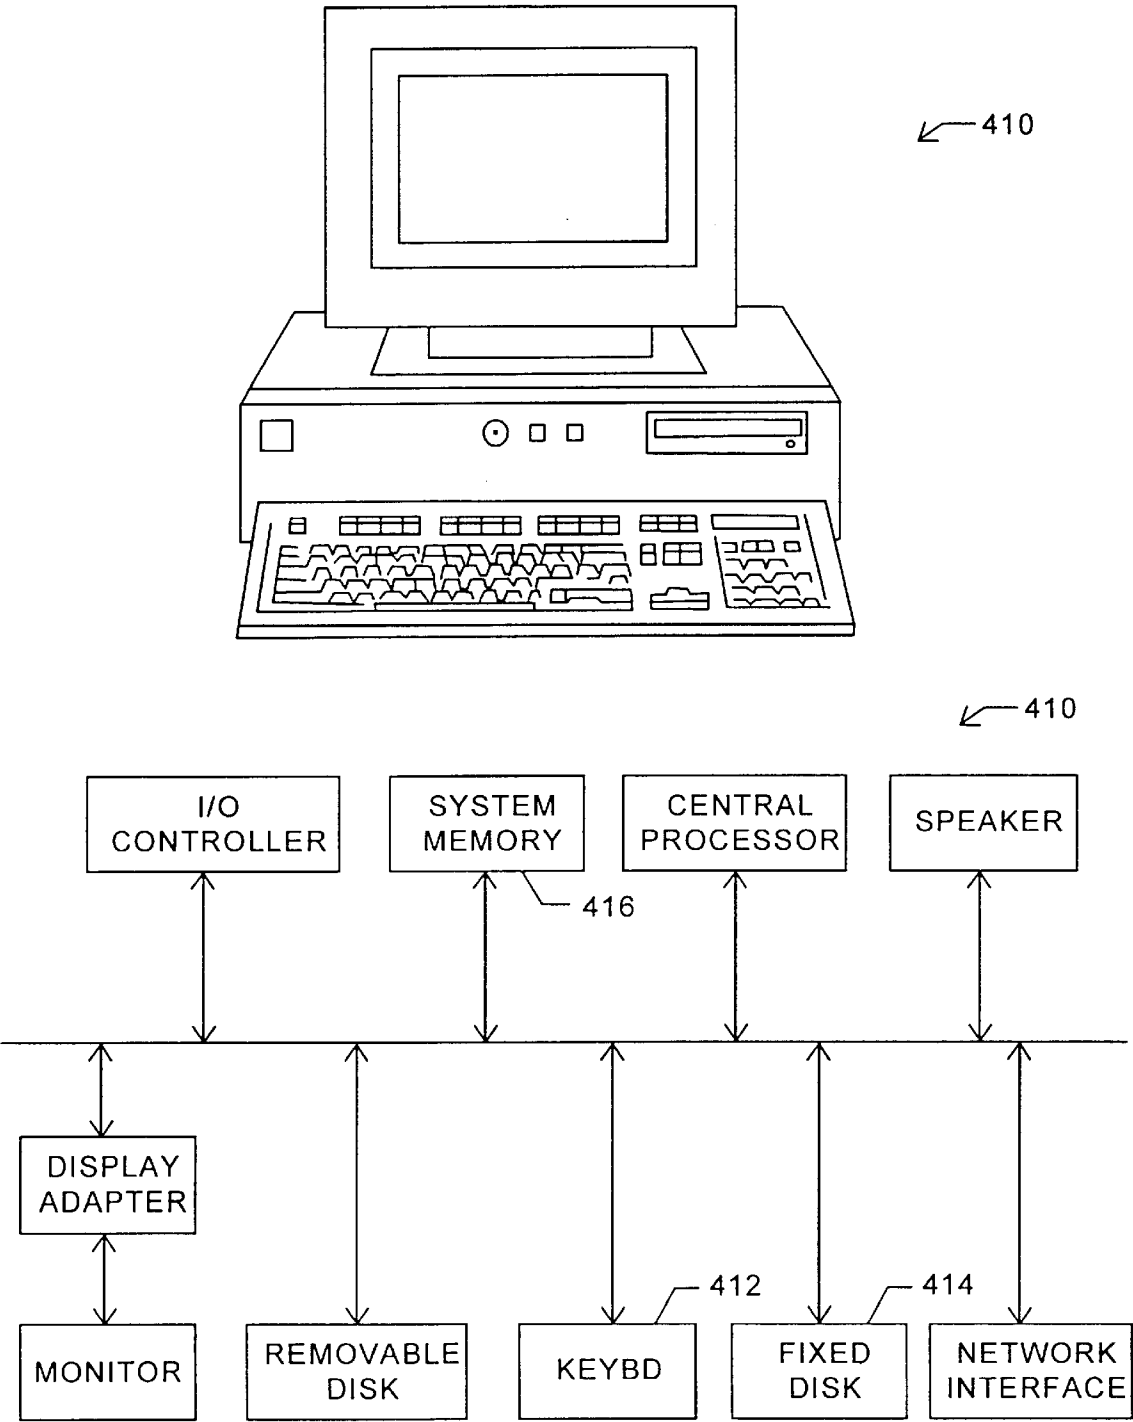 410
410
I/O
CONTROLLER
SYSTEM
MEMORY
CENTRAL
PROCESSOR
SPEAKER
416
DISPLAY
ADAPTER
412
414
MONITOR
REMOVABLE
DISK
KEYBD
FIXED
DISK
NETWORK
INTERFACE